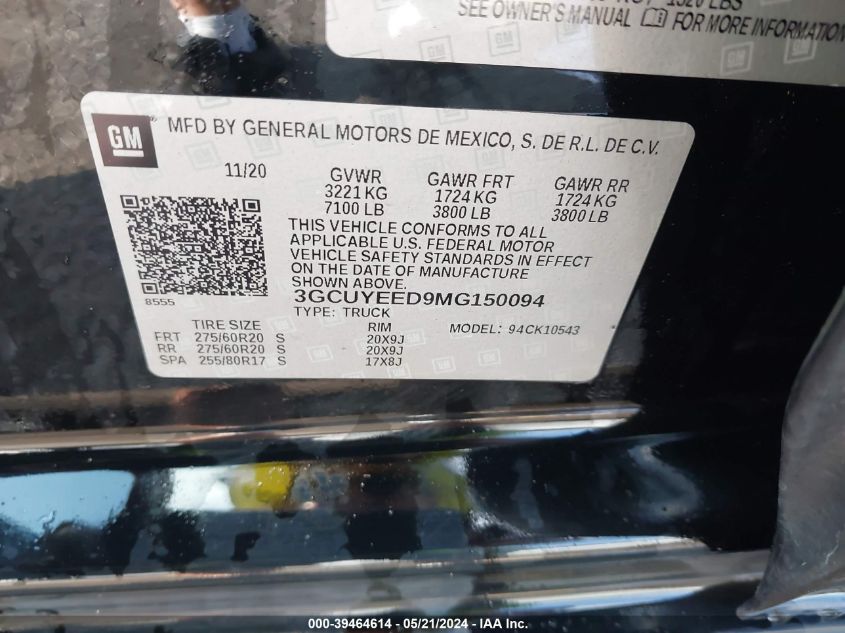 1520 LBS
SEE OWNER'S MANUAL FOR MORE INFORMATION
GM
MFD BY GENERAL MOTORS DE MEXICO, S. DE R.L. DE C.V.
11/20 GVWR GAWR FRT GAWR RR
3221 KG 1724 KG 1724 KG
7100 LB 3800 LB 3800 LB
THIS VEHICLE CONFORMS TO ALL
APPLICABLE U.S. FEDERAL MOTOR
VEHICLE SAFETY STANDARDS IN EFFECT
ON THE DATE OF MANUFACTURE
SHOWN ABOVE.
8555 3GCUYEED9MG150094
TYPE: TRUCK
TIRE SIZE RIM MODEL: 94CK10543
FRT 275/60R20 S 20X9J
RR 275/60R20 S 20X9J
SPA 255/80R17 S 17X8J
000-39464614 - 05/21/2024 - IAA Inc.